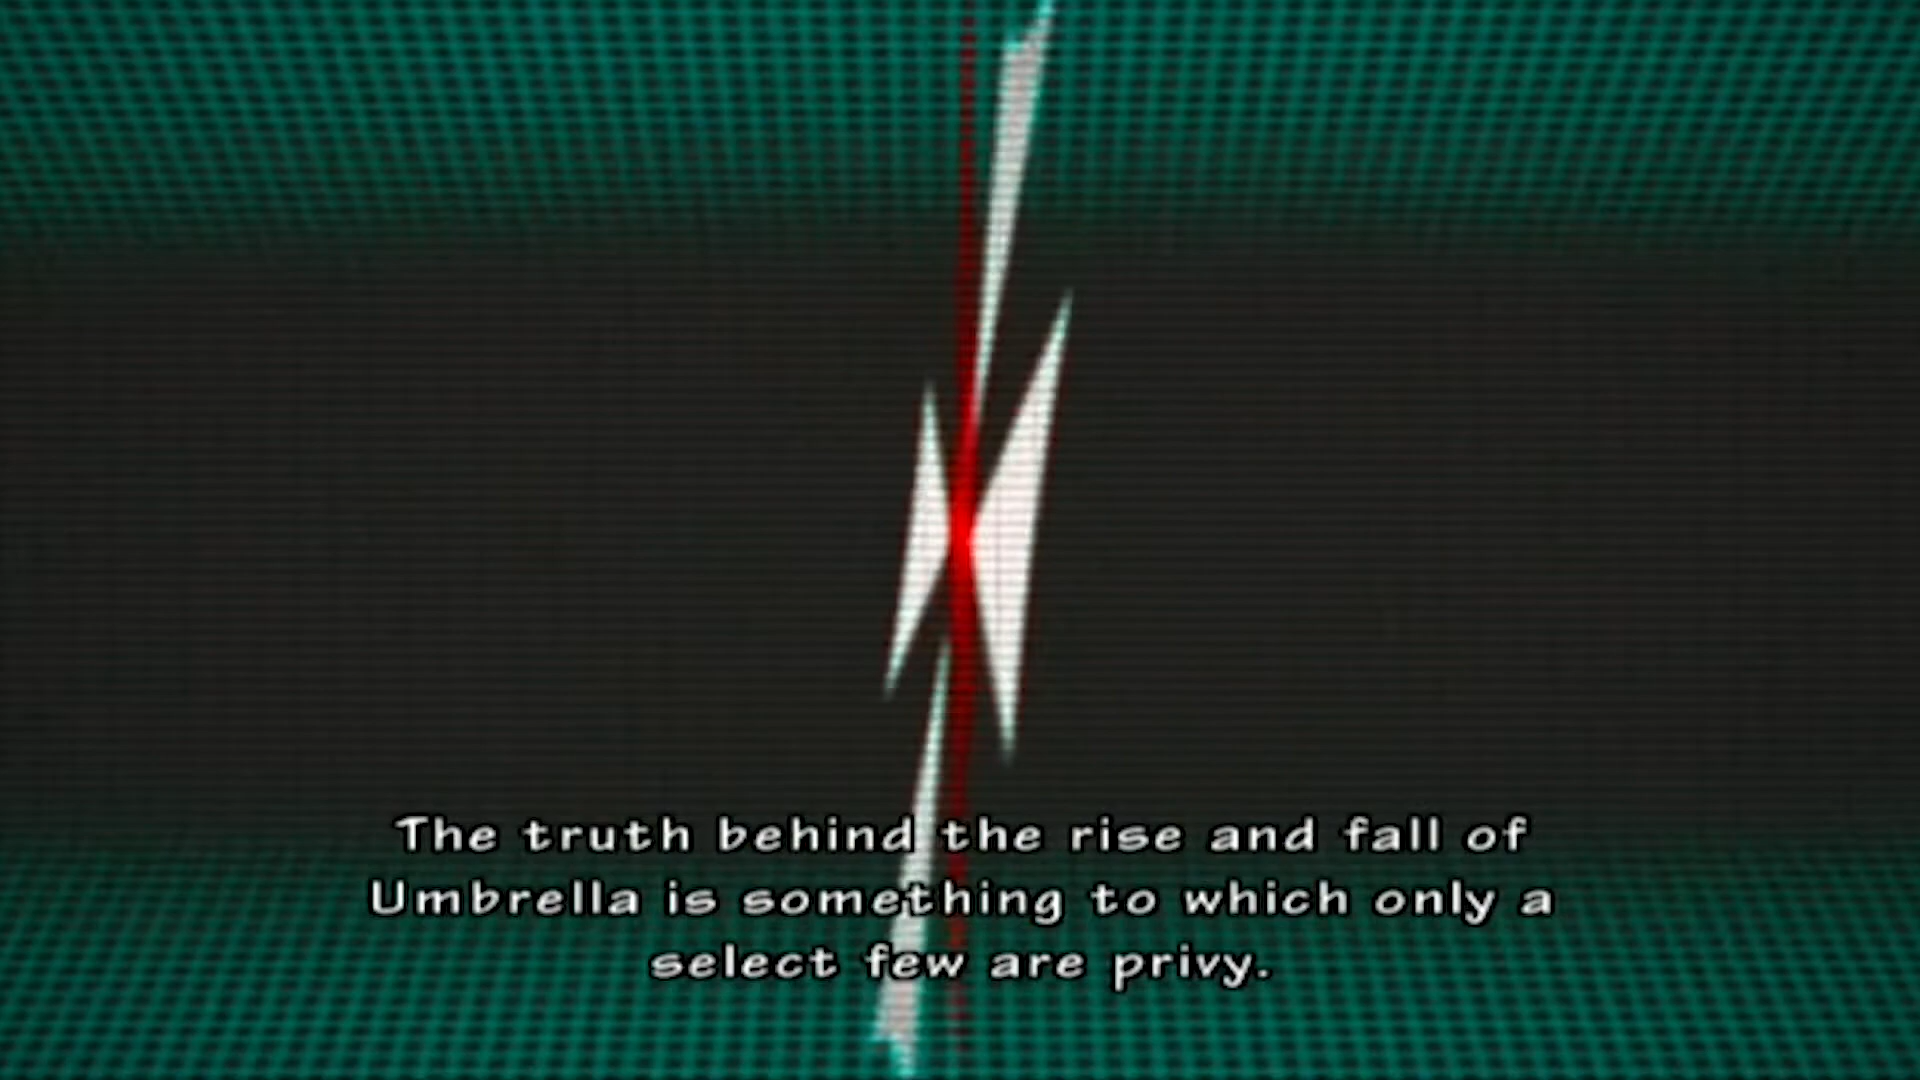 The truth behind the rise and fall of
Umbrella is something to which only a
select few are privy.